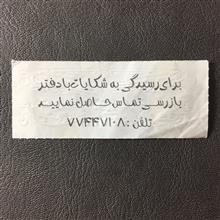 برای رسیدگی به شکایات با دفتر
بازرسی تماس حاصل نمایید
تلفن: ۷۷۴۴۷۱۰۸